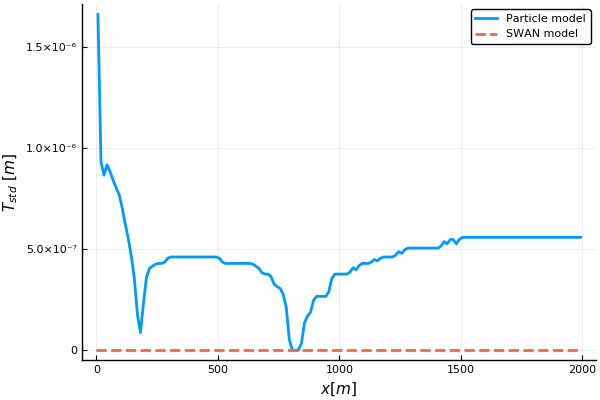 Particle model
SWAN model
1.5×10⁻⁶
1.0×10⁻⁶
5.0×10⁻⁷
0
T_std [m]
0 500 1000 1500 2000
x[m]